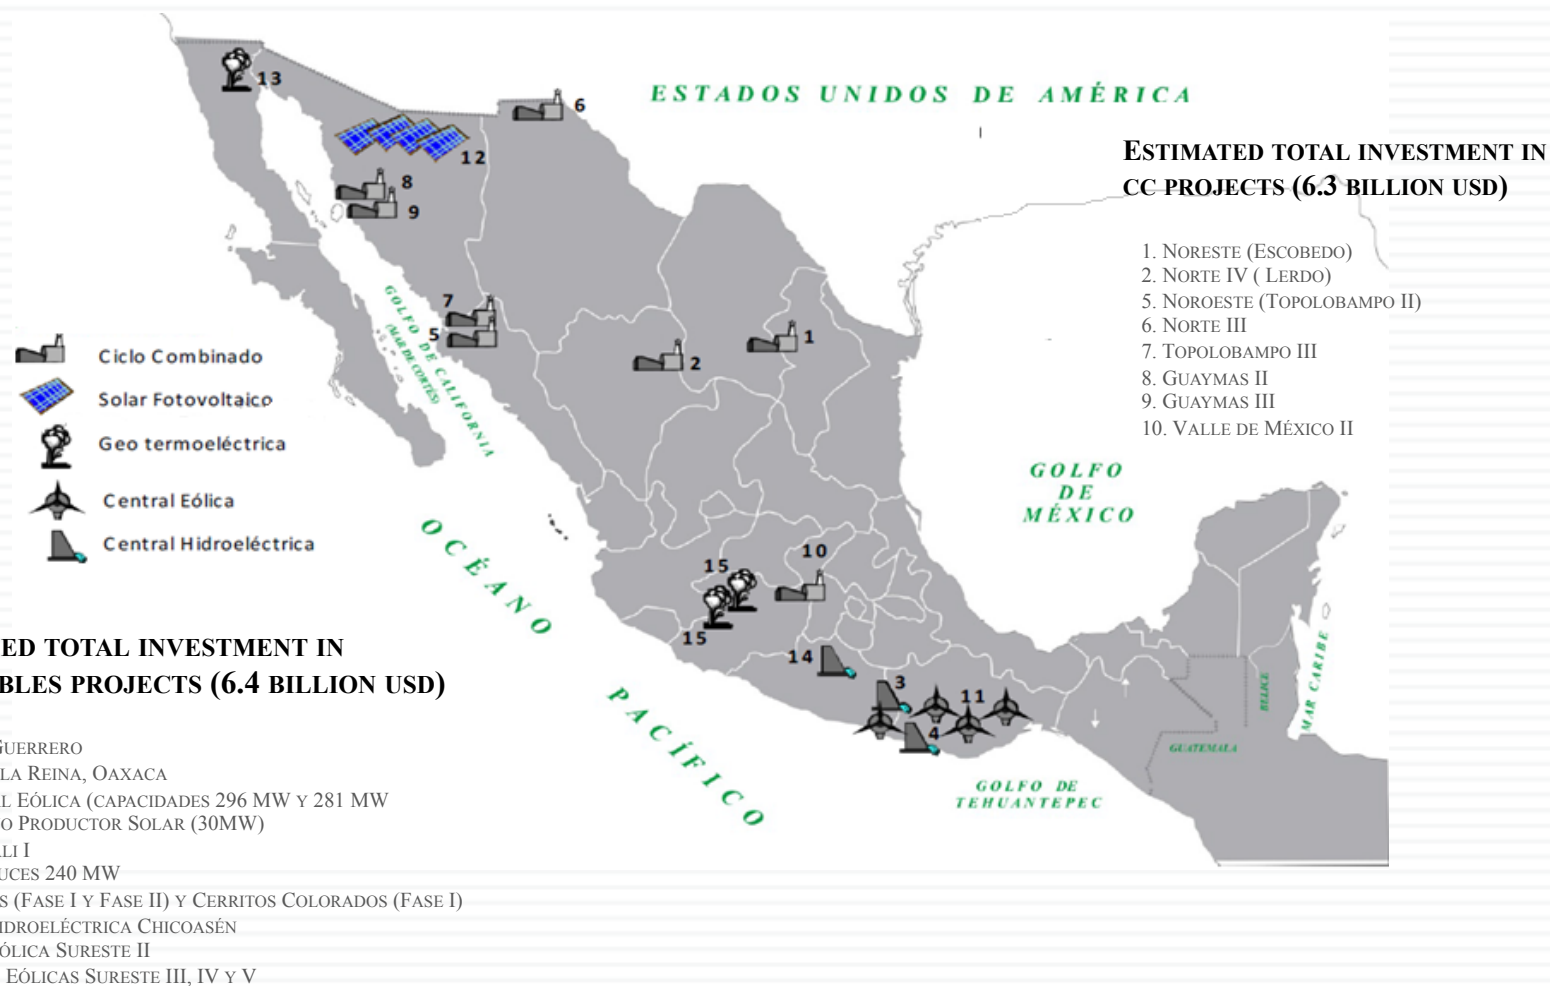 ESTADOS UNIDOS DE AMÉRICA
13
6
12
8
9
7
5
1
2
ESTIMATED TOTAL INVESTMENT IN
CC PROJECTS (6.3 BILLION USD)
1. NORESTE (ESCOBEDO)
2. NORTE IV ( LERDO)
5. NOROESTE (TOPOLOBAMPO II)
6. NORTE III
7. TOPOLOBAMPO III
8. GUAYMAS II
9. GUAYMAS III
10. VALLE DE MÉXICO II
GOLFO DE CALIFORNIA
(MAR DE CORTÉS)
Ciclo Combinado
Solar Fotovoltaico
Geo termoeléctrica
Central Eólica
Central Hidroeléctrica
GOLFO
DE
MÉXICO
OCÉANO
PACÍFICO
10
15
15
14
3
11
4
MAR CARIBE
BELICE
GUATEMALA
GOLFO DE
TEHUANTEPEC
ED TOTAL INVESTMENT IN
BLES PROJECTS (6.4 BILLION USD)
GUERRERO
LA REINA, OAXACA
AL EÓLICA (CAPACIDADES 296 MW Y 281 MW
O PRODUCTOR SOLAR (30MW)
ALI I
UCES 240 MW
S (FASE I Y FASE II) Y CERRITOS COLORADOS (FASE I)
IDROELÉCTRICA CHICOASÉN
ÓLICA SURESTE II
EÓLICAS SURESTE III, IV Y V